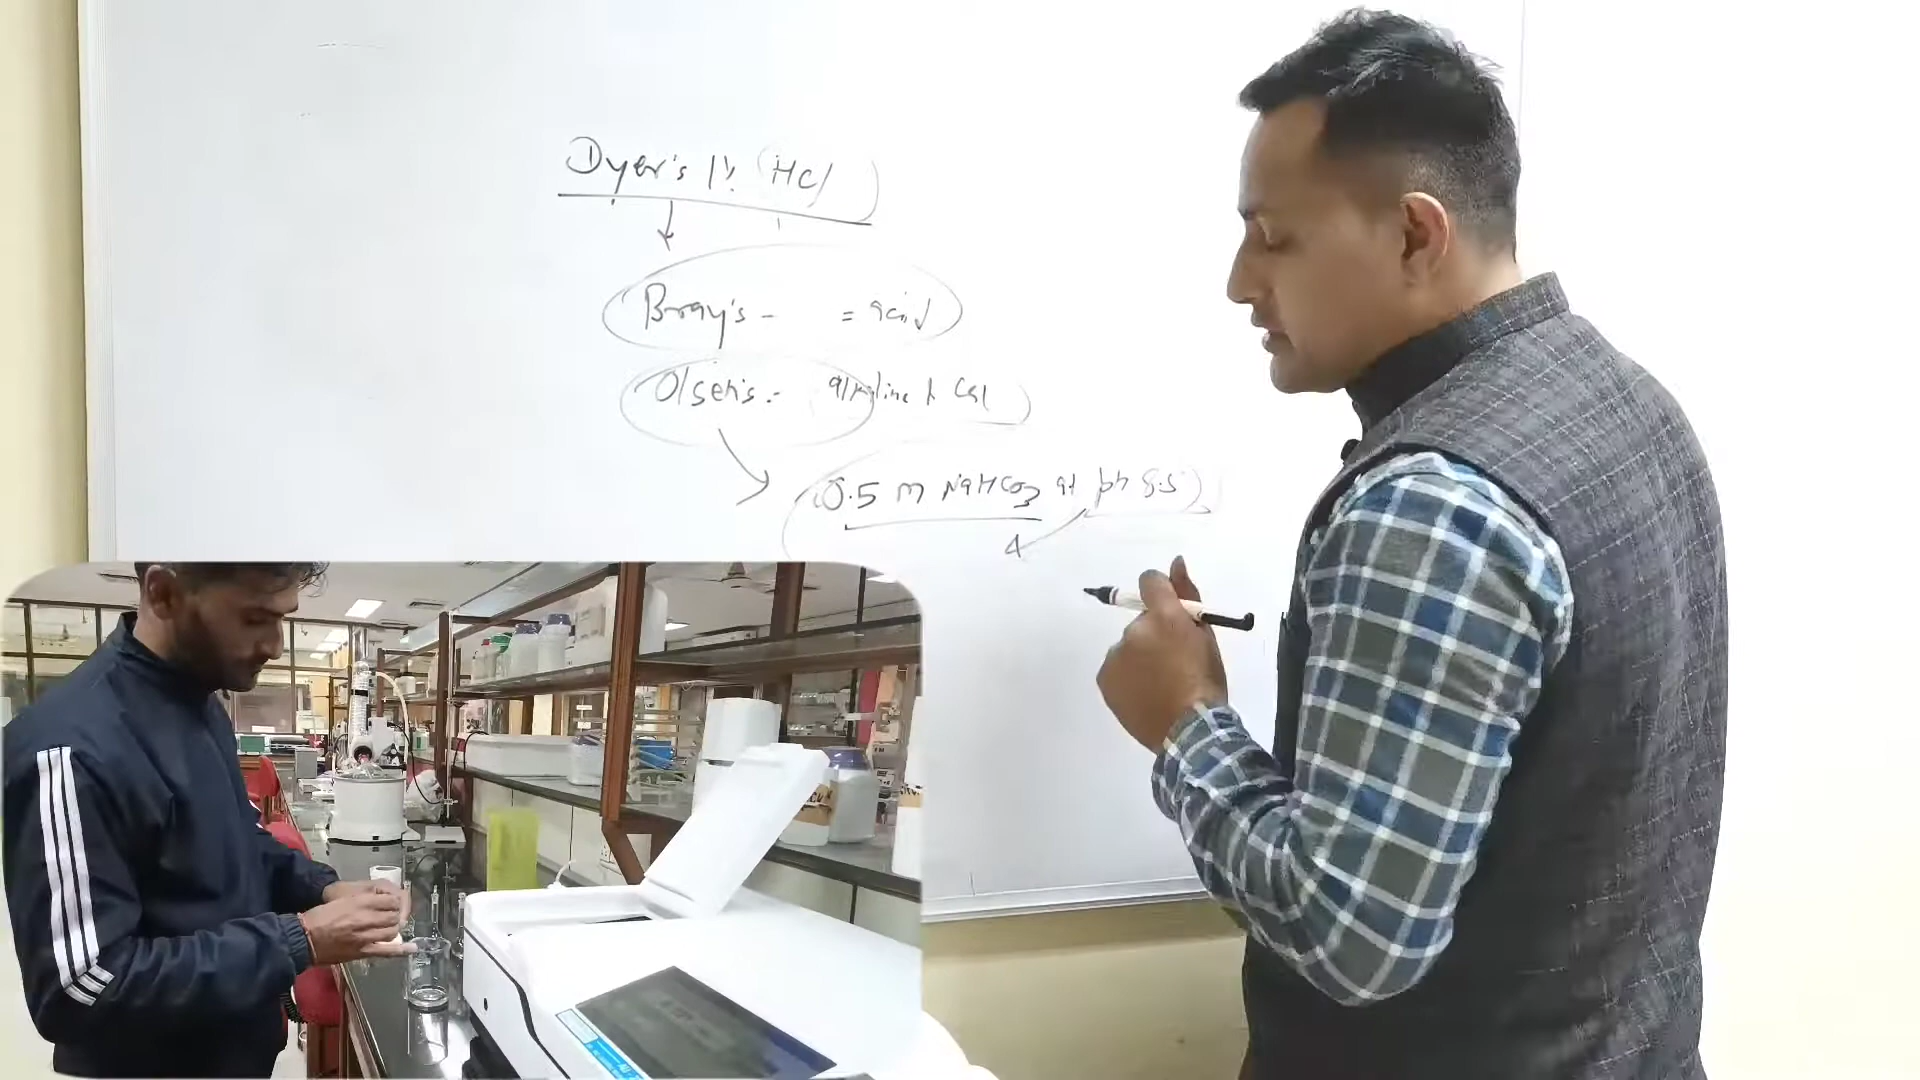 Dyer's 1% (HCl)
Bray's - = acid
Olsen's - alkaline & Cal
(0.5 m NaHCO3 at pH 8.5)